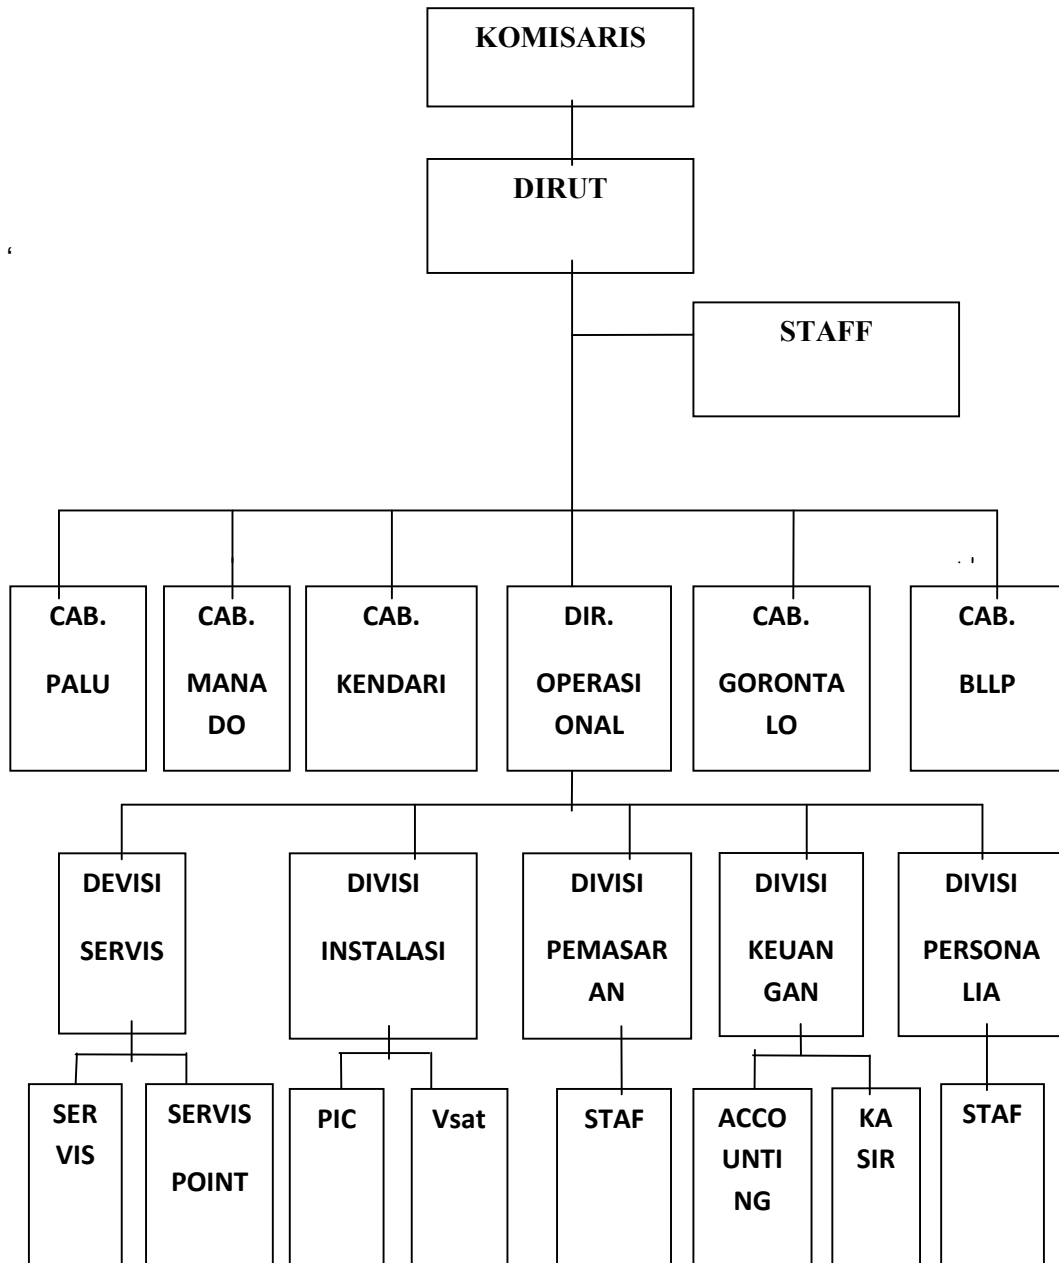 KOMISARIS
DIRUT
‘
STAFF
CAB.
PALU
CAB.
MANA
DO
CAB.
KENDARI
DIR.
OPERASI
ONAL
CAB.
GORONTA
LO
CAB.
BLLP
DEVISI
SERVIS
DIVISI
INSTALASI
DIVISI
PEMASAR
AN
DIVISI
KEUAN
GAN
DIVISI
PERSONA
LIA
SER
VIS
SERVIS
POINT
PIC
Vsat
STAF
ACCO
UNTI
NG
KA
SIR
STAF